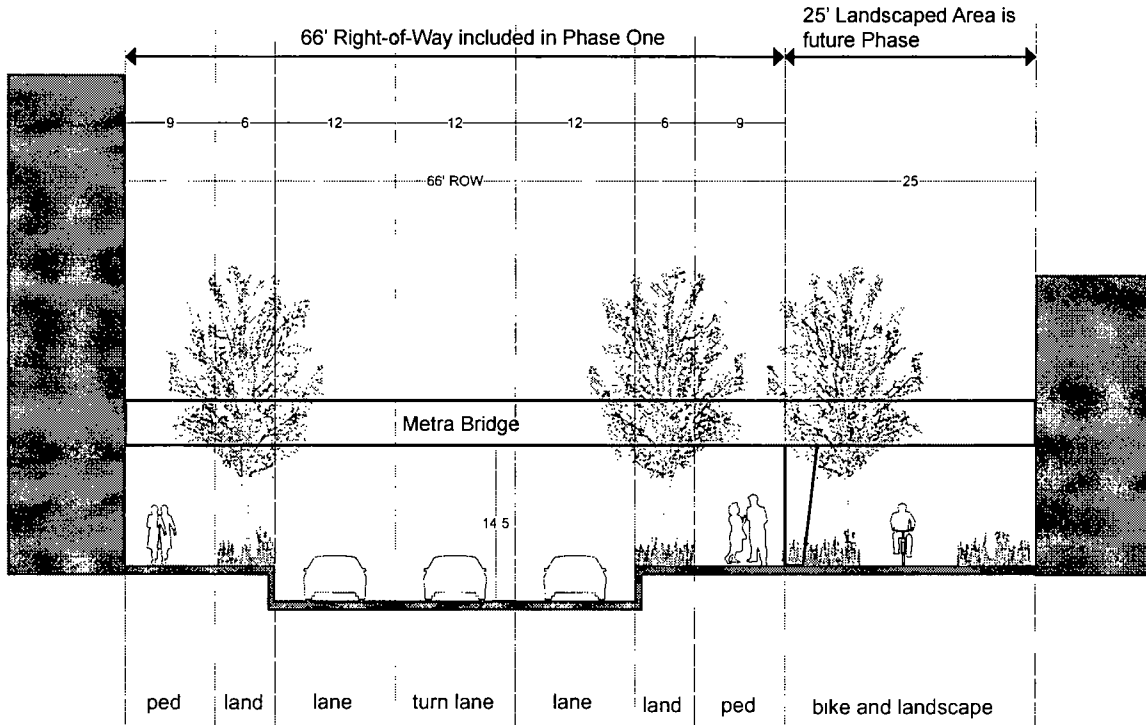 25' Landscaped Area is
future Phase
66' Right-of-Way included in Phase One
9 6 12 12 12 6 9
66' ROW 25
Metra Bridge
14 5
ped land lane turn lane lane land ped bike and landscape